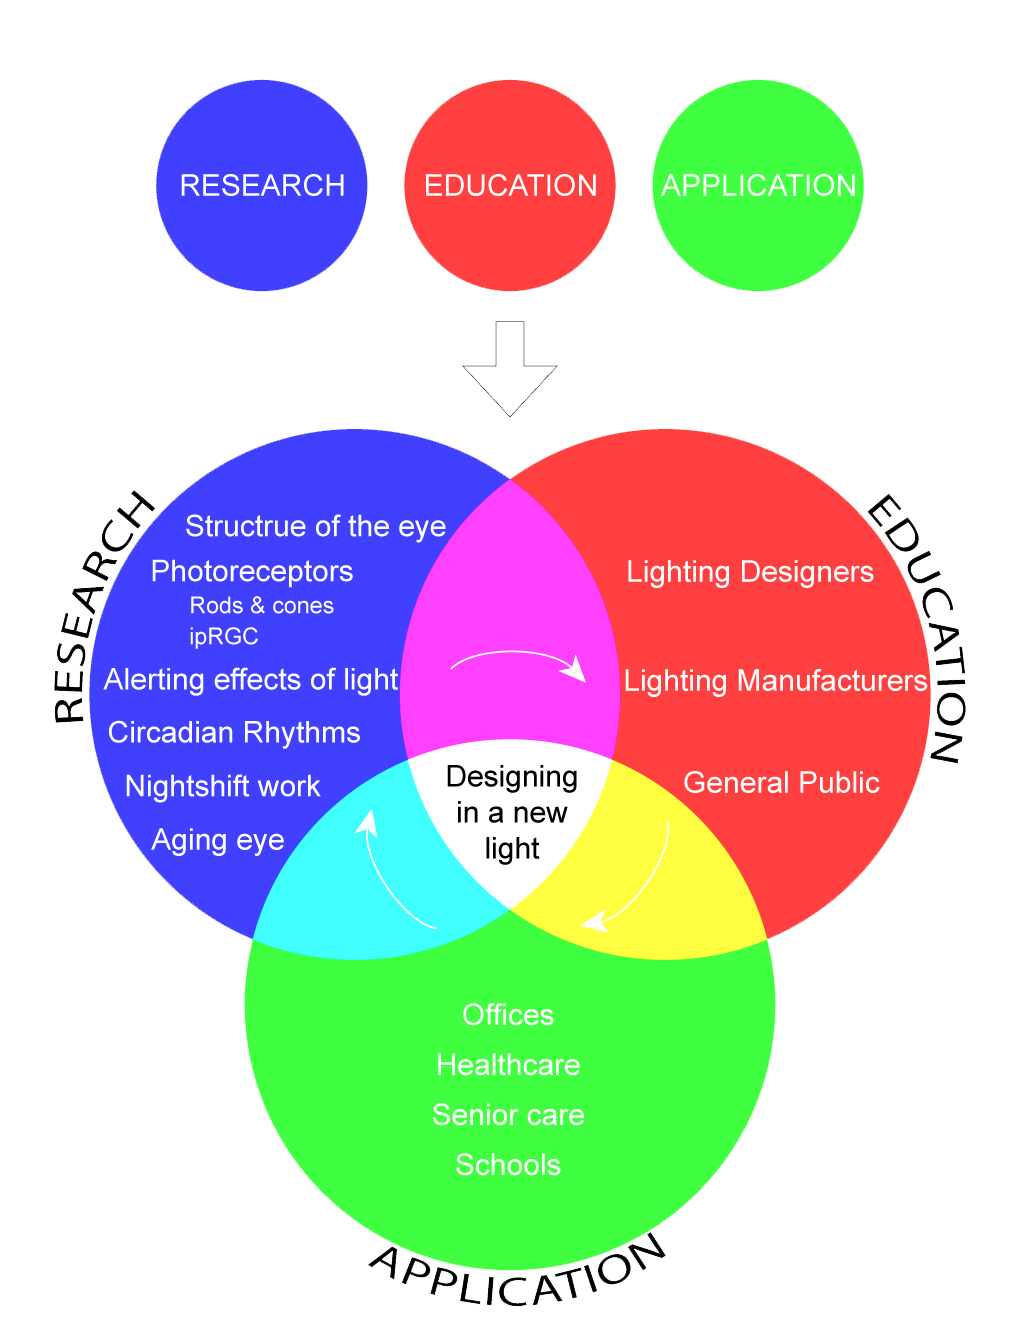 RESEARCH
EDUCATION
APPLICATION
RESEARCH
EDUCATION
Structrue of the eye
Photoreceptors
Rods & cones
ipRGC
Alerting effects of light
Circadian Rhythms
Nightshift work
Aging eye
Lighting Designers
Lighting Manufacturers
General Public
Designing
in a new
light
Offices
Healthcare
Senior care
Schools
APPLICATION